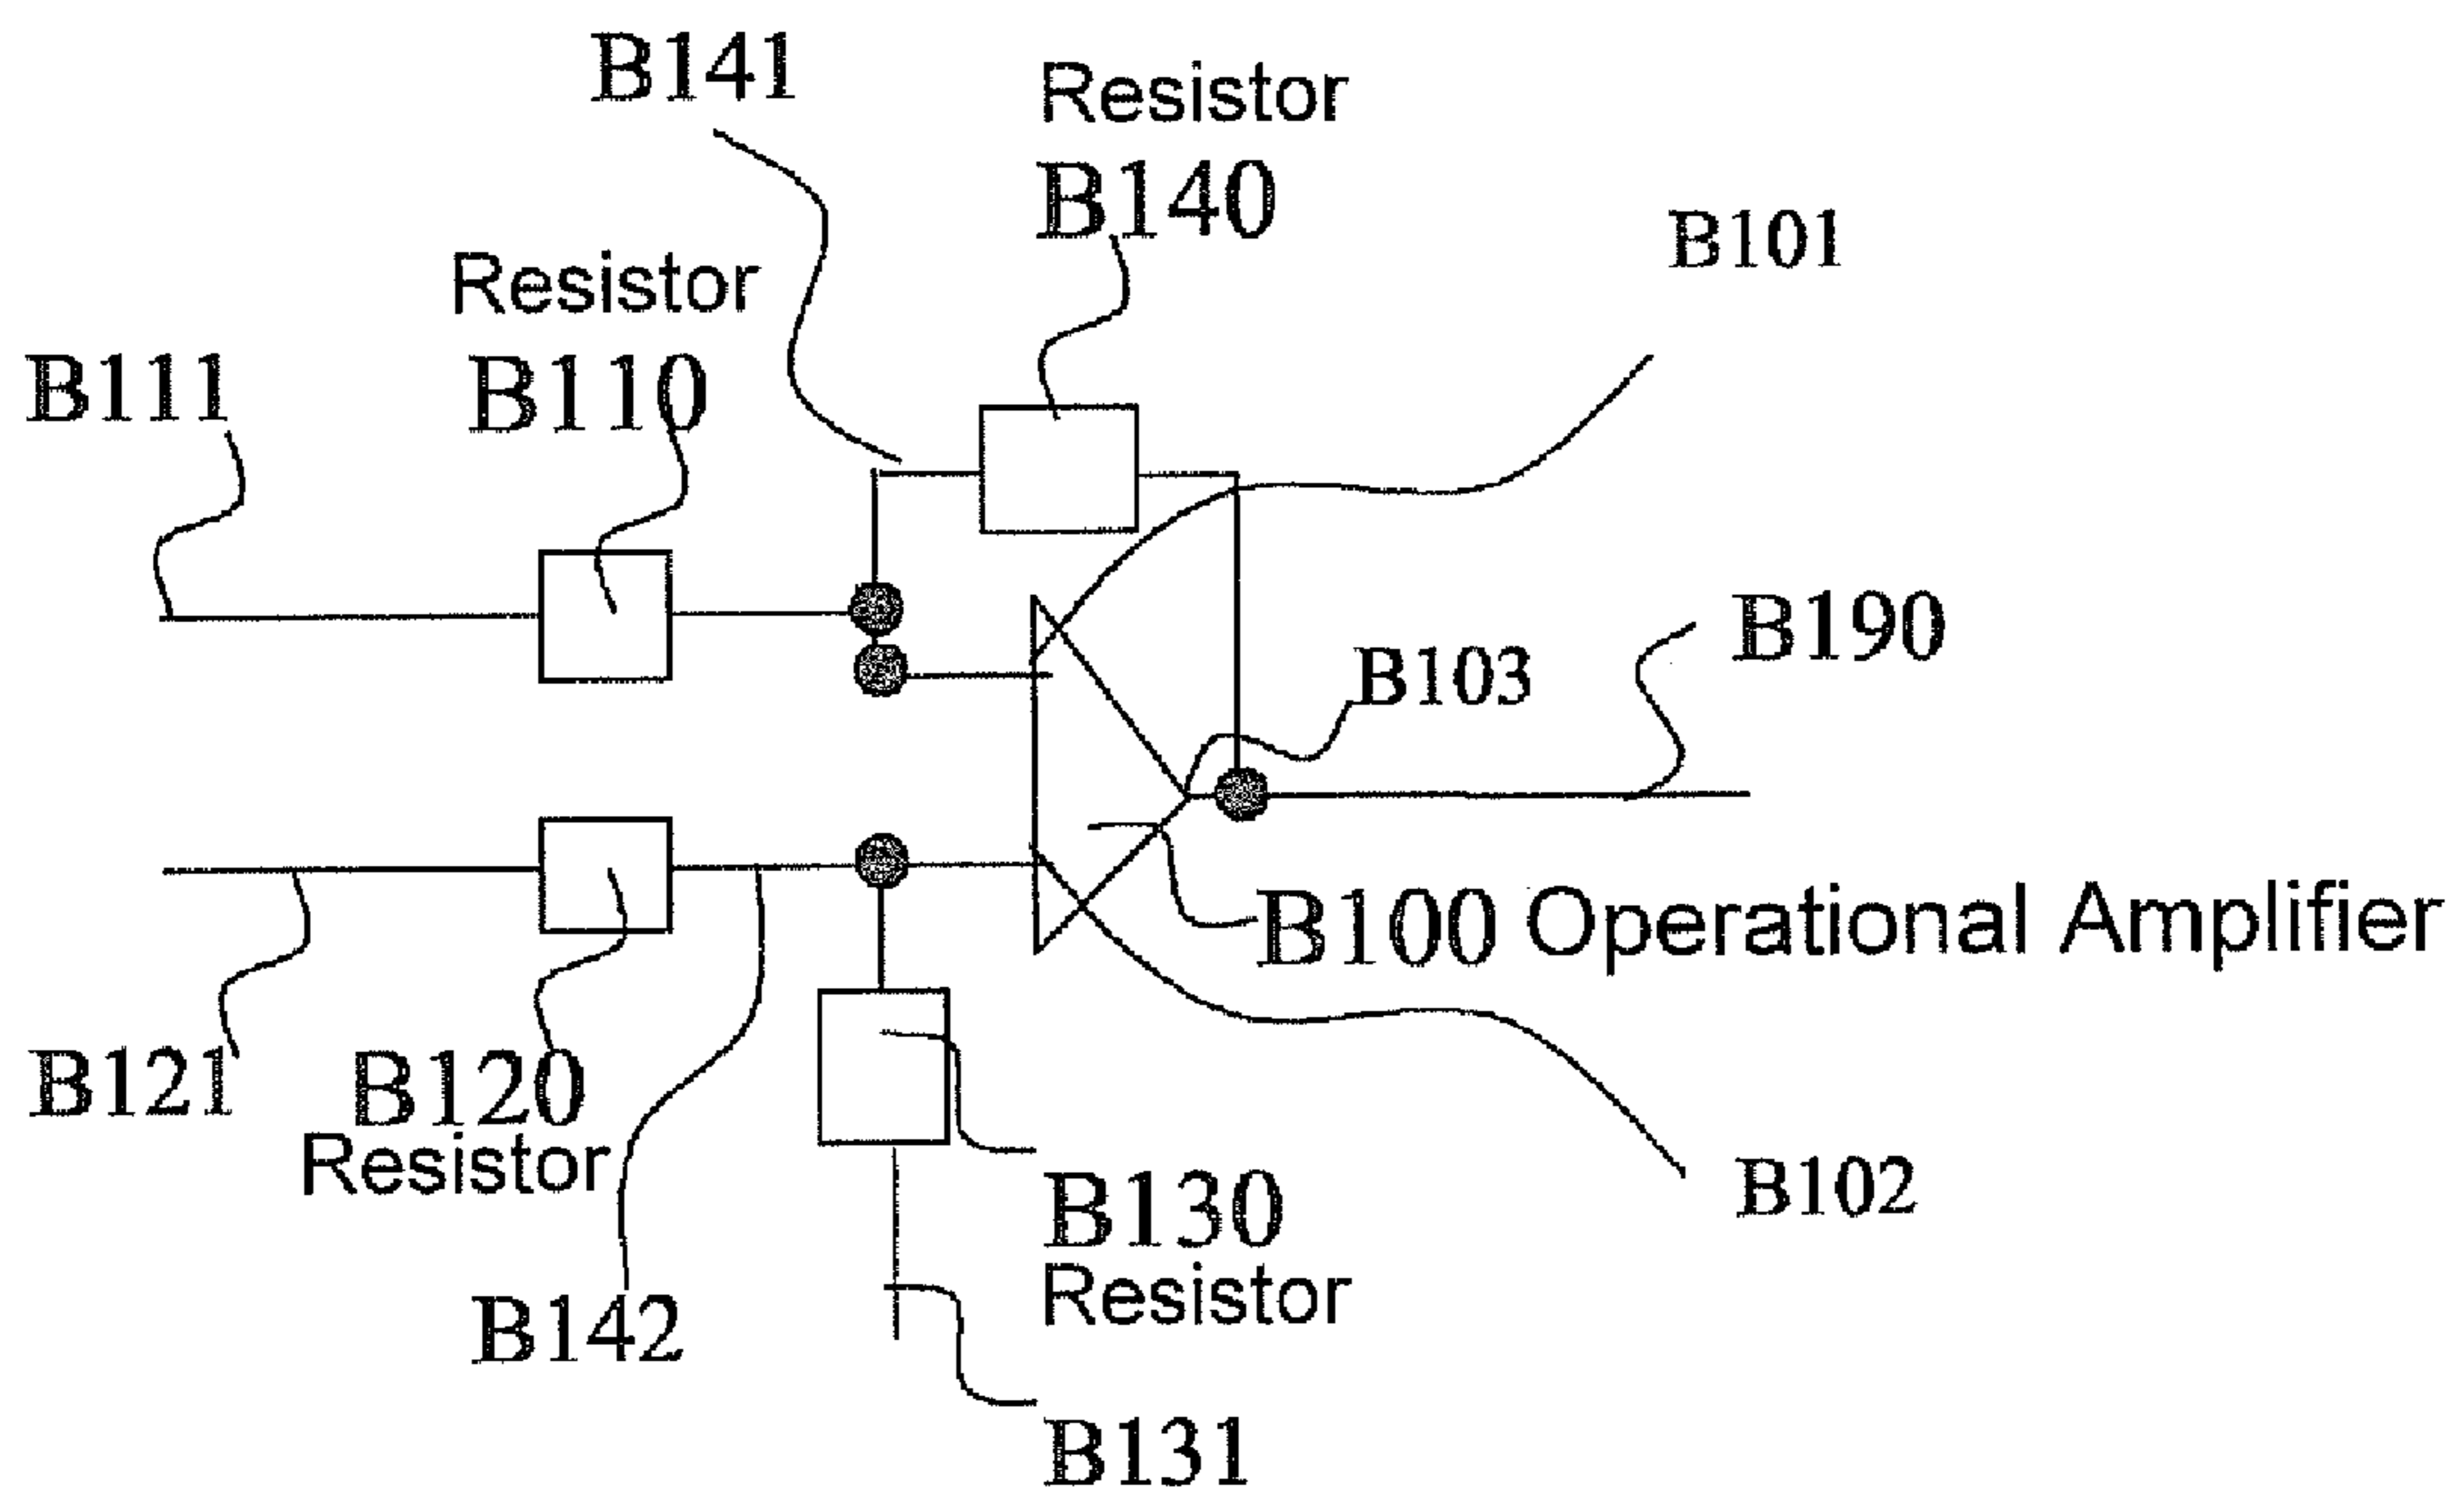 B141
Resistor
B140
B101
Resistor
B110
B111
B190
B103
B100 Operational Amplifier
B121
B120
Resistor
B102
B130
Resistor
B142
B131